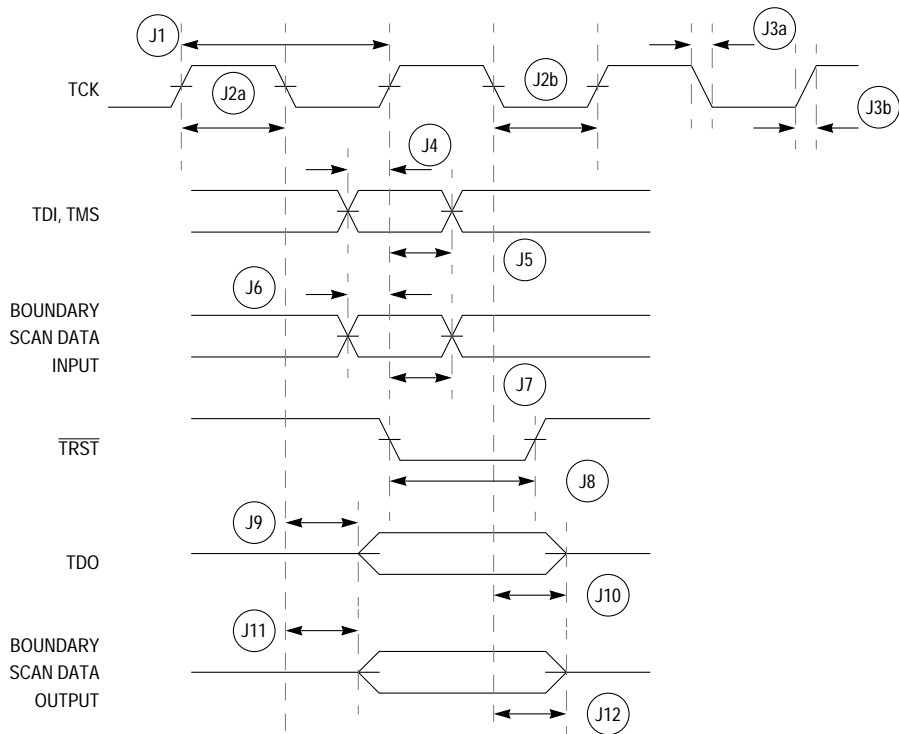 J1
J3a
TCK
J2a
J2b
J3b
J4
TDI, TMS
J5
J6
BOUNDARY
SCAN DATA
INPUT
J7
TRST
J8
J9
TDO
J10
J11
BOUNDARY
SCAN DATA
OUTPUT
J12